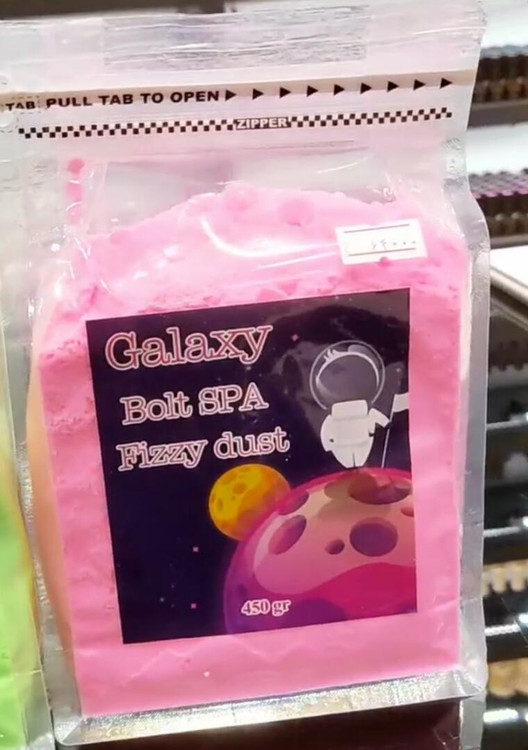 TAB PULL TAB TO OPEN
ZIPPER
Galaxy
Bolt SPA
Fizzy dust
450 gr